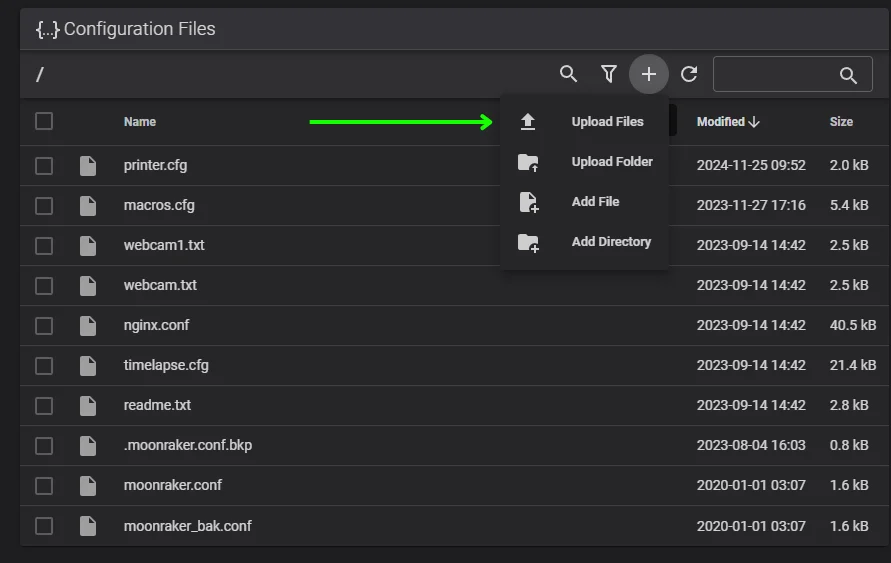 {...} Configuration Files
/
Name Upload Files Modified Size
printer.cfg Upload Folder 2024-11-25 09:52 2.0 kB
macros.cfg Add File 2023-11-27 17:16 5.4 kB
webcam1.txt Add Directory 2023-09-14 14:42 2.5 kB
webcam.txt 2023-09-14 14:42 2.5 kB
nginx.conf 2023-09-14 14:42 40.5 kB
timelapse.cfg 2023-09-14 14:42 21.4 kB
readme.txt 2023-09-14 14:42 2.8 kB
.moonraker.conf.bkp 2023-08-04 16:03 0.8 kB
moonraker.conf 2020-01-01 03:07 1.6 kB
moonraker_bak.conf 2020-01-01 03:07 1.6 kB